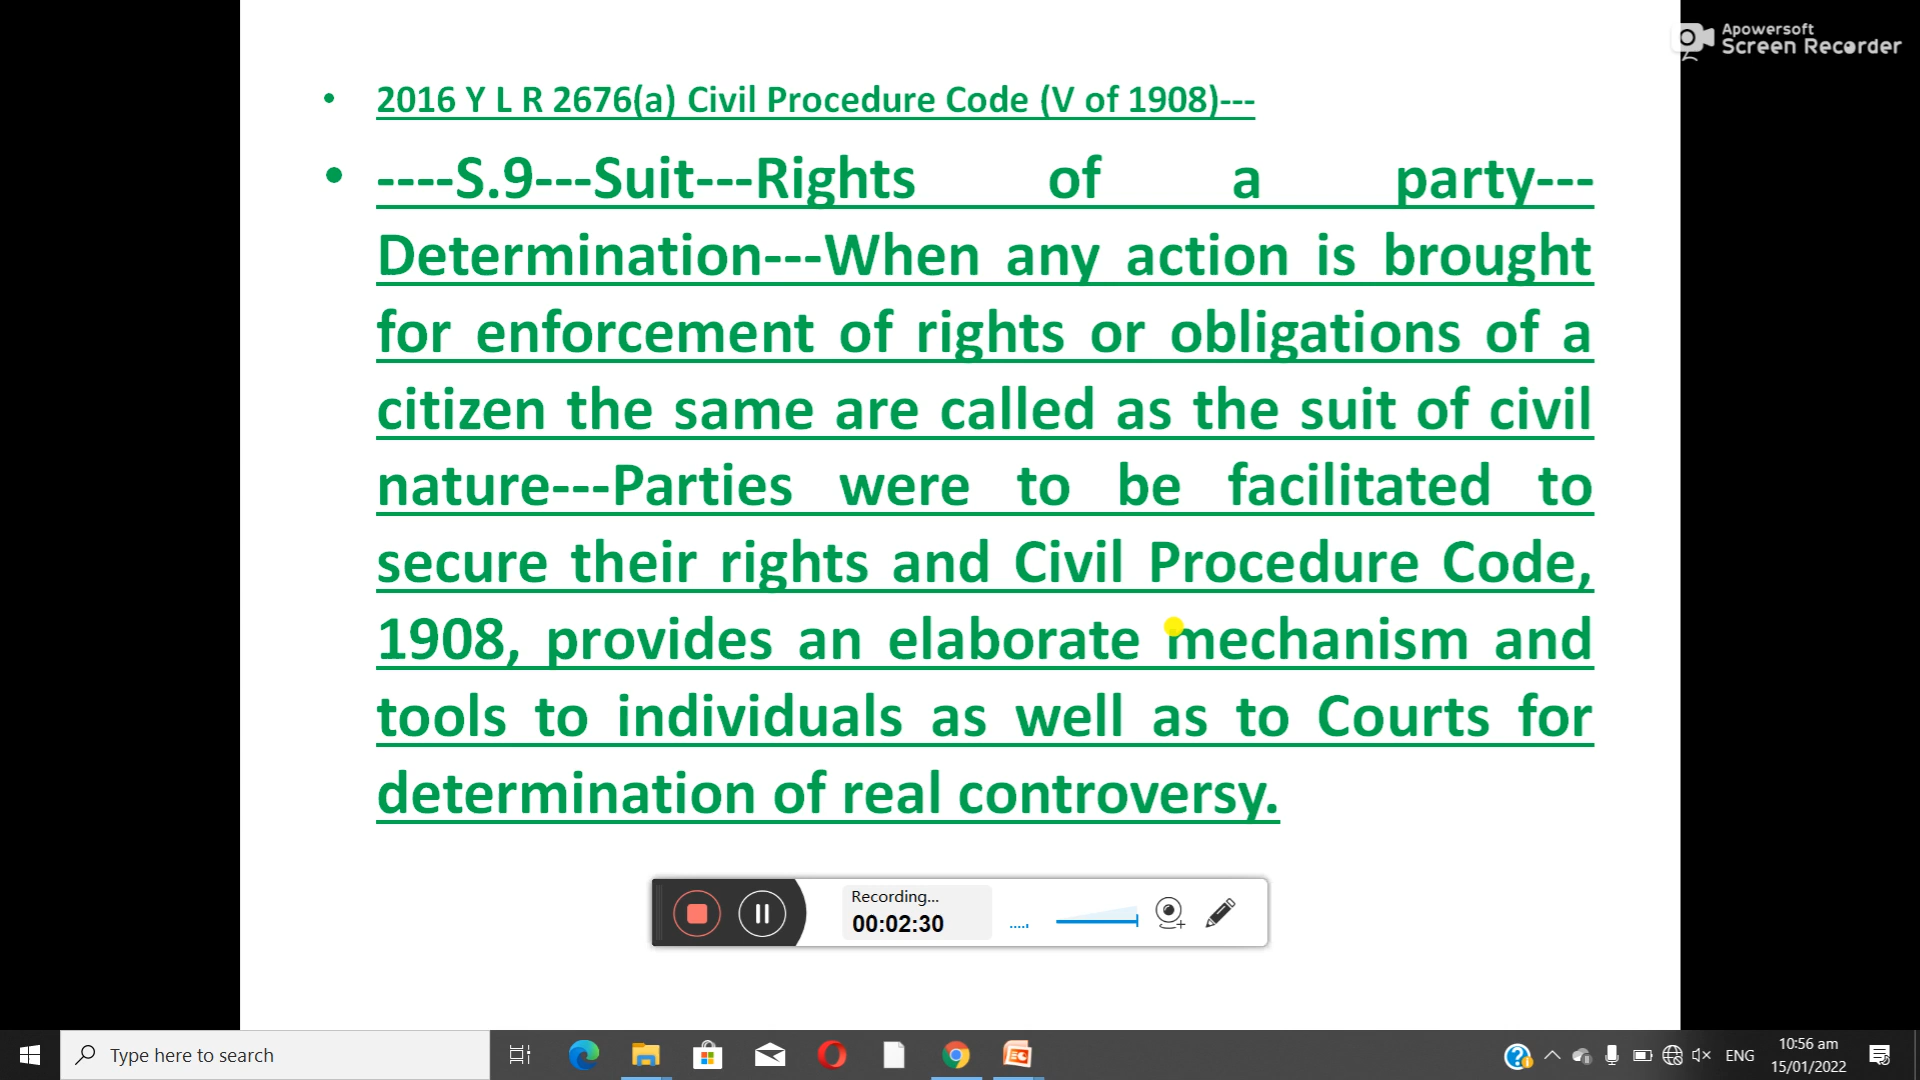 Apowersoft
Screen Recorder
• 2016 Y L R 2676(a) Civil Procedure Code (V of 1908)---
• ----S.9---Suit---Rights of a party---
Determination---When any action is brought
for enforcement of rights or obligations of a
citizen the same are called as the suit of civil
nature---Parties were to be facilitated to
secure their rights and Civil Procedure Code,
1908, provides an elaborate mechanism and
tools to individuals as well as to Courts for
determination of real controversy.
Recording...
00:02:30
Type here to search
ENG
10:56 am
15/01/2022